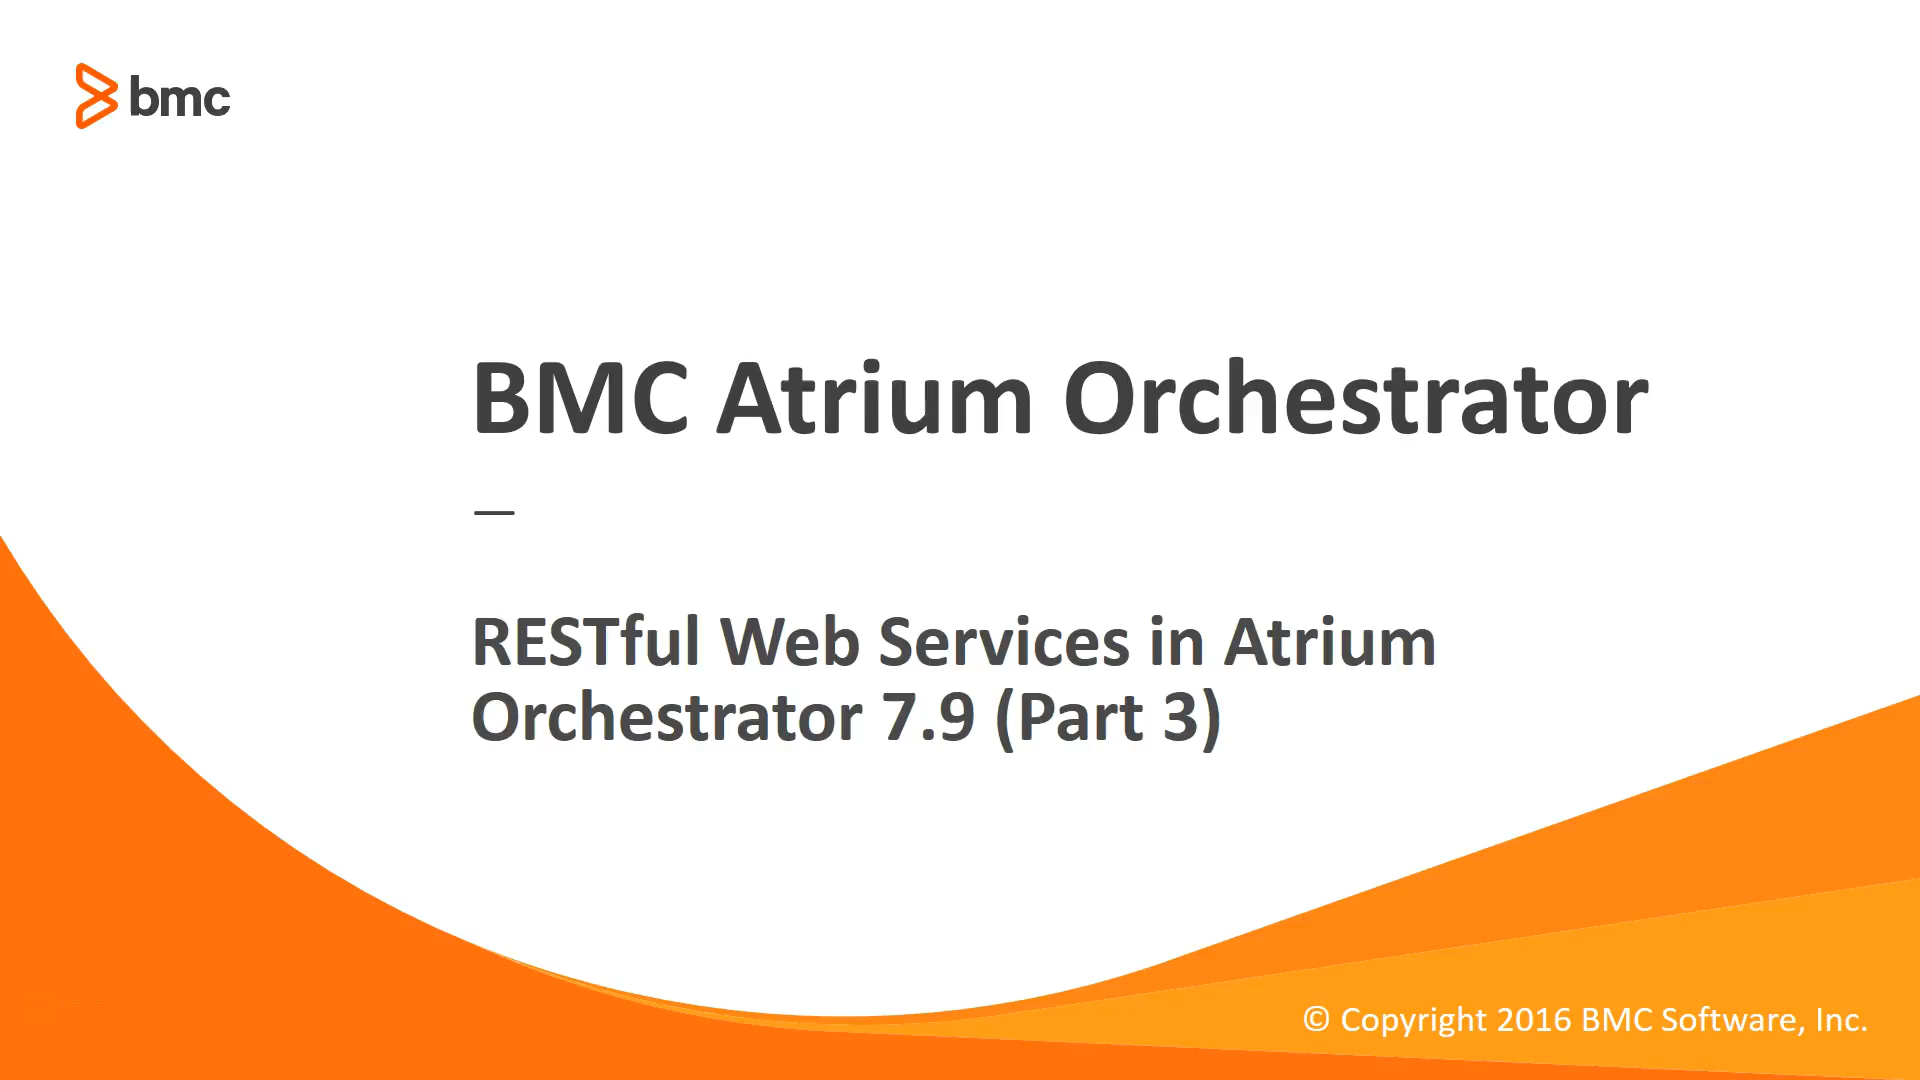 bmc
BMC Atrium Orchestrator
RESTful Web Services in Atrium
Orchestrator 7.9 (Part 3)
© Copyright 2016 BMC Software, Inc.